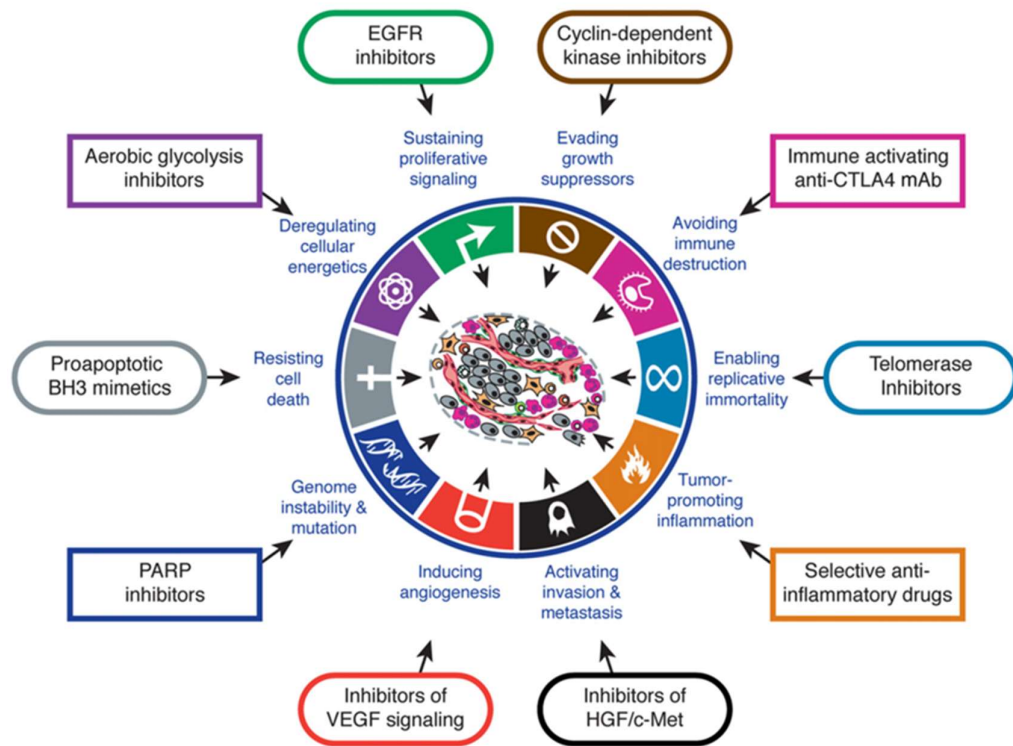 EGFR
inhibitors
Cyclin-dependent
kinase inhibitors
Sustaining
proliferative
signaling
Evading
growth
suppressors
Aerobic glycolysis
inhibitors
Immune activating
anti-CTLA4 mAb
Deregulating
cellular
energetics
Avoiding
immune
destruction
Proapoptotic
BH3 mimetics
Resisting
cell
death
Enabling
replicative
immortality
Telomerase
Inhibitors
Genome
instability &
mutation
Tumor-
promoting
inflammation
PARP
inhibitors
Inducing
angiogenesis
Activating
invasion &
metastasis
Selective anti-
inflammatory drugs
Inhibitors of
VEGF signaling
Inhibitors of
HGF/c-Met